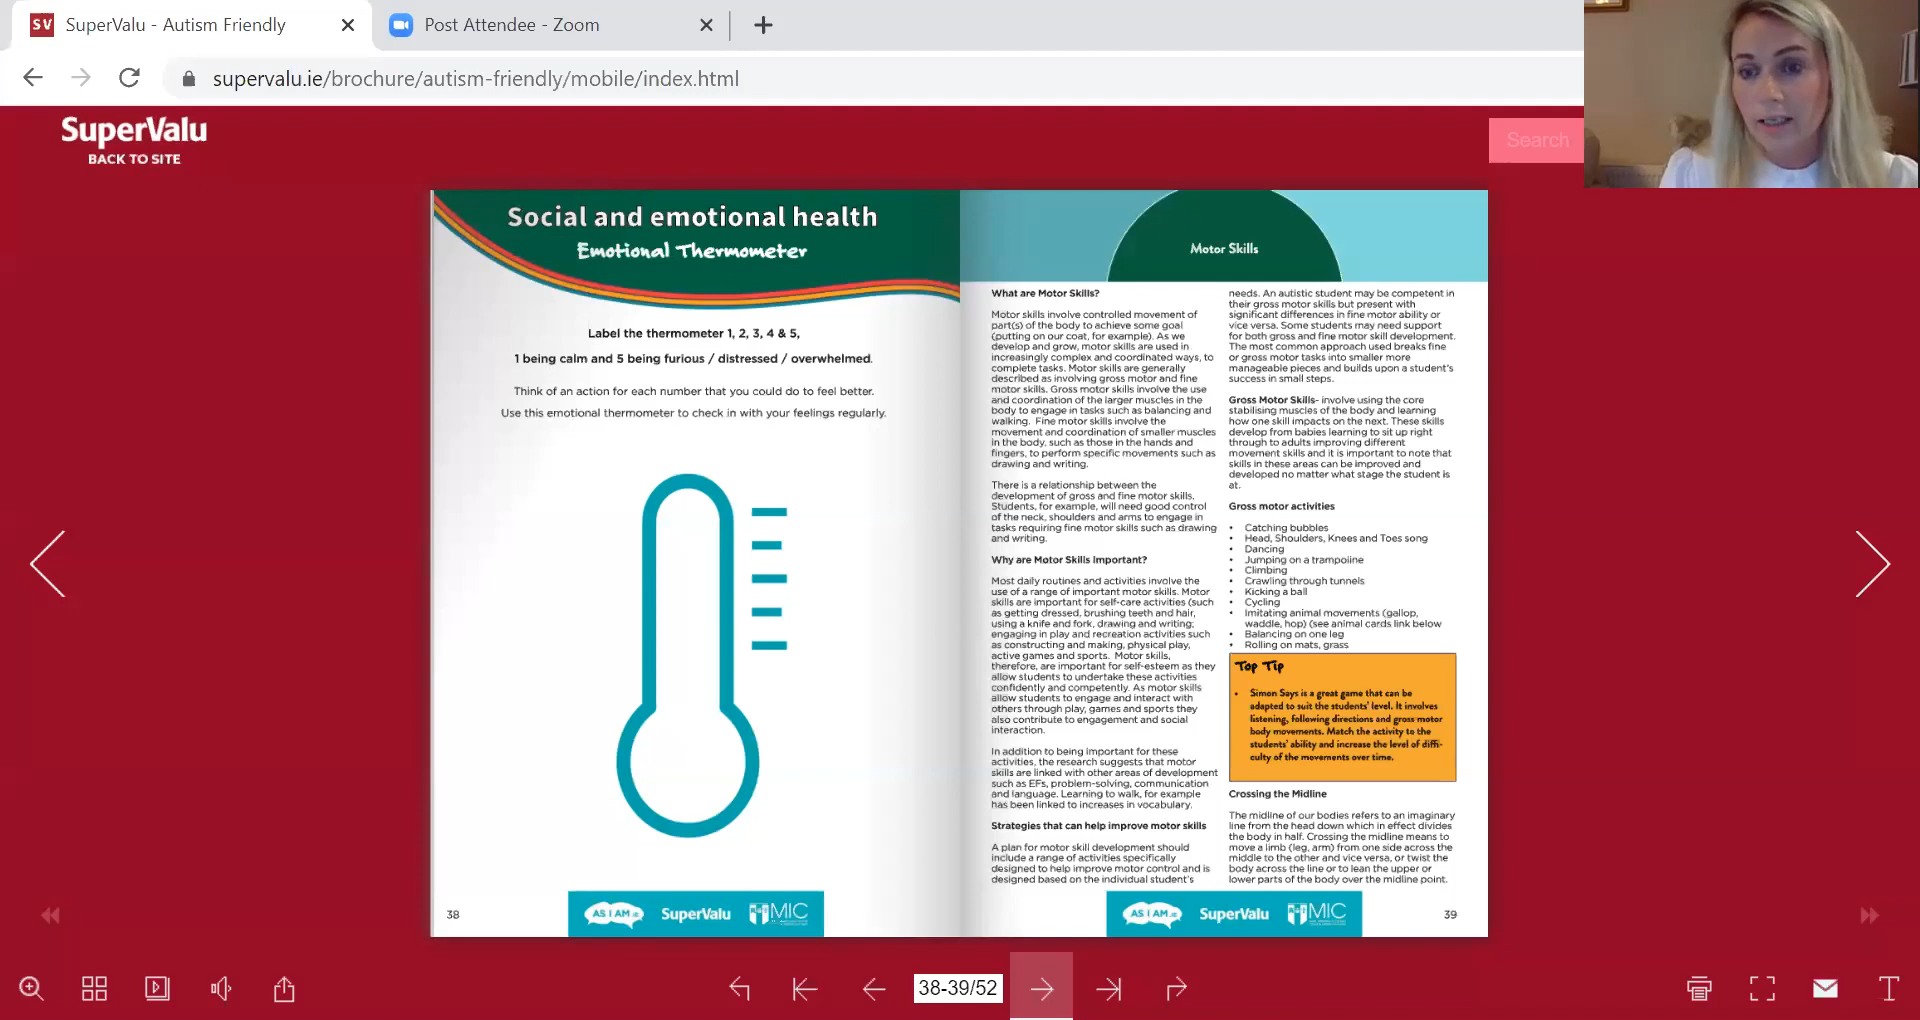 SV SuperValu - Autism Friendly
Post Attendee - Zoom
supervalu.ie/brochure/autism-friendly/mobile/index.html
SuperValu
BACK TO SITE
Search
Social and emotional health
Emotional Thermometer
Label the thermometer 1, 2, 3, 4 & 5,
1 being calm and 5 being furious / distressed / overwhelmed.
Think of an action for each number that you could do to feel better.
Use this emotional thermometer to check in with your feelings regularly.
38
AS I AM.ie SuperValu MIC
Motor Skills
What are Motor Skills?
Motor skills involve controlled movement of
part(s) of the body to achieve some goal
(putting on our coat, for example). As we
develop and grow, motor skills are used in
increasingly complex and coordinated ways, to
complete tasks. Motor skills are generally
described as involving gross motor and fine
motor skills. Gross motor skills involve the use
and coordination of the larger muscles in the
body to engage in tasks such as balancing and
walking. Fine motor skills involve the
movement and coordination of smaller muscles
in the body, such as those in the hands and
fingers, to perform specific movements such as
drawing and writing.
There is a relationship between the
development of gross and fine motor skills.
Students, for example, will need good control
of the neck, shoulders and arms to engage in
tasks requiring fine motor skills such as drawing
and writing.
Why are Motor Skills Important?
Most daily routines and activities involve the
use of a range of important motor skills. Motor
skills are important for self-care activities (such
as getting dressed, brushing teeth and hair,
using a knife and fork, drawing and writing;
engaging in play and recreation activities such
as constructing and making, physical play,
active games and sports. Motor skills,
therefore, are important for self-esteem as they
allow students to undertake these activities
confidently and competently. As motor skills
allow students to engage and interact with
others through play, games and sports they
also contribute to engagement and social
interaction.
In addition to being important for these
activities, the research suggests that motor
skills are linked with other areas of development
such as EFs, problem-solving, communication
and language. Learning to walk, for example
has been linked to increases in vocabulary.
Strategies that can help improve motor skills
A plan for motor skill development should
include a range of activities specifically
designed to help improve motor control and is
designed based on the individual student's
needs. An autistic student may be competent in
their gross motor skills but present with
significant differences in fine motor ability or
vice versa. Some students may need support
for both gross and fine motor skill development.
The most common approach used breaks fine
or gross motor tasks into smaller more
manageable pieces and builds upon a student's
success in small steps.
Gross Motor Skills- involve using the core
stabilising muscles of the body and learning
how one skill impacts on the next. These skills
develop from babies learning to sit up right
through to adults improving different
movement skills and it is important to note that
skills in these areas can be improved and
developed no matter what stage the student is
at.
Gross motor activities
• Catching bubbles
• Head, Shoulders, Knees and Toes song
• Dancing
• Jumping on a trampoline
• Climbing
• Crawling through tunnels
• Kicking a ball
• Cycling
• Imitating animal movements (gallop,
waddle, hop) (see animal cards link below
• Balancing on one leg
• Rolling on mats, grass
Top Tip
• Simon Says is a great game that can be
adapted to suit the students' level. It involves
listening, following directions and gross motor
body movements. Match the activity to the
students' ability and increase the level of diffi-
culty of the movements over time.
Crossing the Midline
The midline of our bodies refers to an imaginary
line from the head down which in effect divides
the body in half. Crossing the midline means to
move a limb (leg, arm) from one side across the
middle to the other and vice versa, or twist the
body across the line or to lean the upper or
lower parts of the body over the midline point.
AS I AM.ie SuperValu MIC
39
38-39/52
T